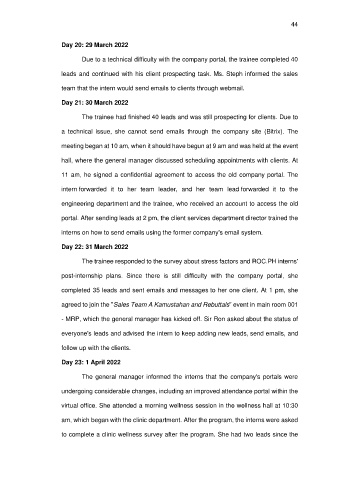 44
Day 20: 29 March 2022
Due to a technical difficulty with the company portal, the trainee completed 40
leads and continued with his client prospecting task. Ms. Steph informed the sales
team that the intern would send emails to clients through webmail.
Day 21: 30 March 2022
The trainee had finished 40 leads and was still prospecting for clients. Due to
a technical issue, she cannot send emails through the company site (Bitrix). The
meeting began at 10 am, when it should have begun at 9 am and was held at the event
hall, where the general manager discussed scheduling appointments with clients. At
11 am, he signed a confidential agreement to access the old company portal. The
intern forwarded it to her team leader, and her team lead forwarded it to the
engineering department and the trainee, who received an account to access the old
portal. After sending leads at 2 pm, the client services department director trained the
interns on how to send emails using the former company's email system.
Day 22: 31 March 2022
The trainee responded to the survey about stress factors and ROC.PH interns'
post-internship plans. Since there is still difficulty with the company portal, she
completed 35 leads and sent emails and messages to her one client. At 1 pm, she
agreed to join the "Sales Team A Kamustahan and Rebuttals" event in main room 001
- MRP, which the general manager has kicked off. Sir Ron asked about the status of
everyone's leads and advised the intern to keep adding new leads, send emails, and
follow up with the clients.
Day 23: 1 April 2022
The general manager informed the interns that the company's portals were
undergoing considerable changes, including an improved attendance portal within the
virtual office. She attended a morning wellness session in the wellness hall at 10:30
am, which began with the clinic department. After the program, the interns were asked
to complete a clinic wellness survey after the program. She had two leads since the